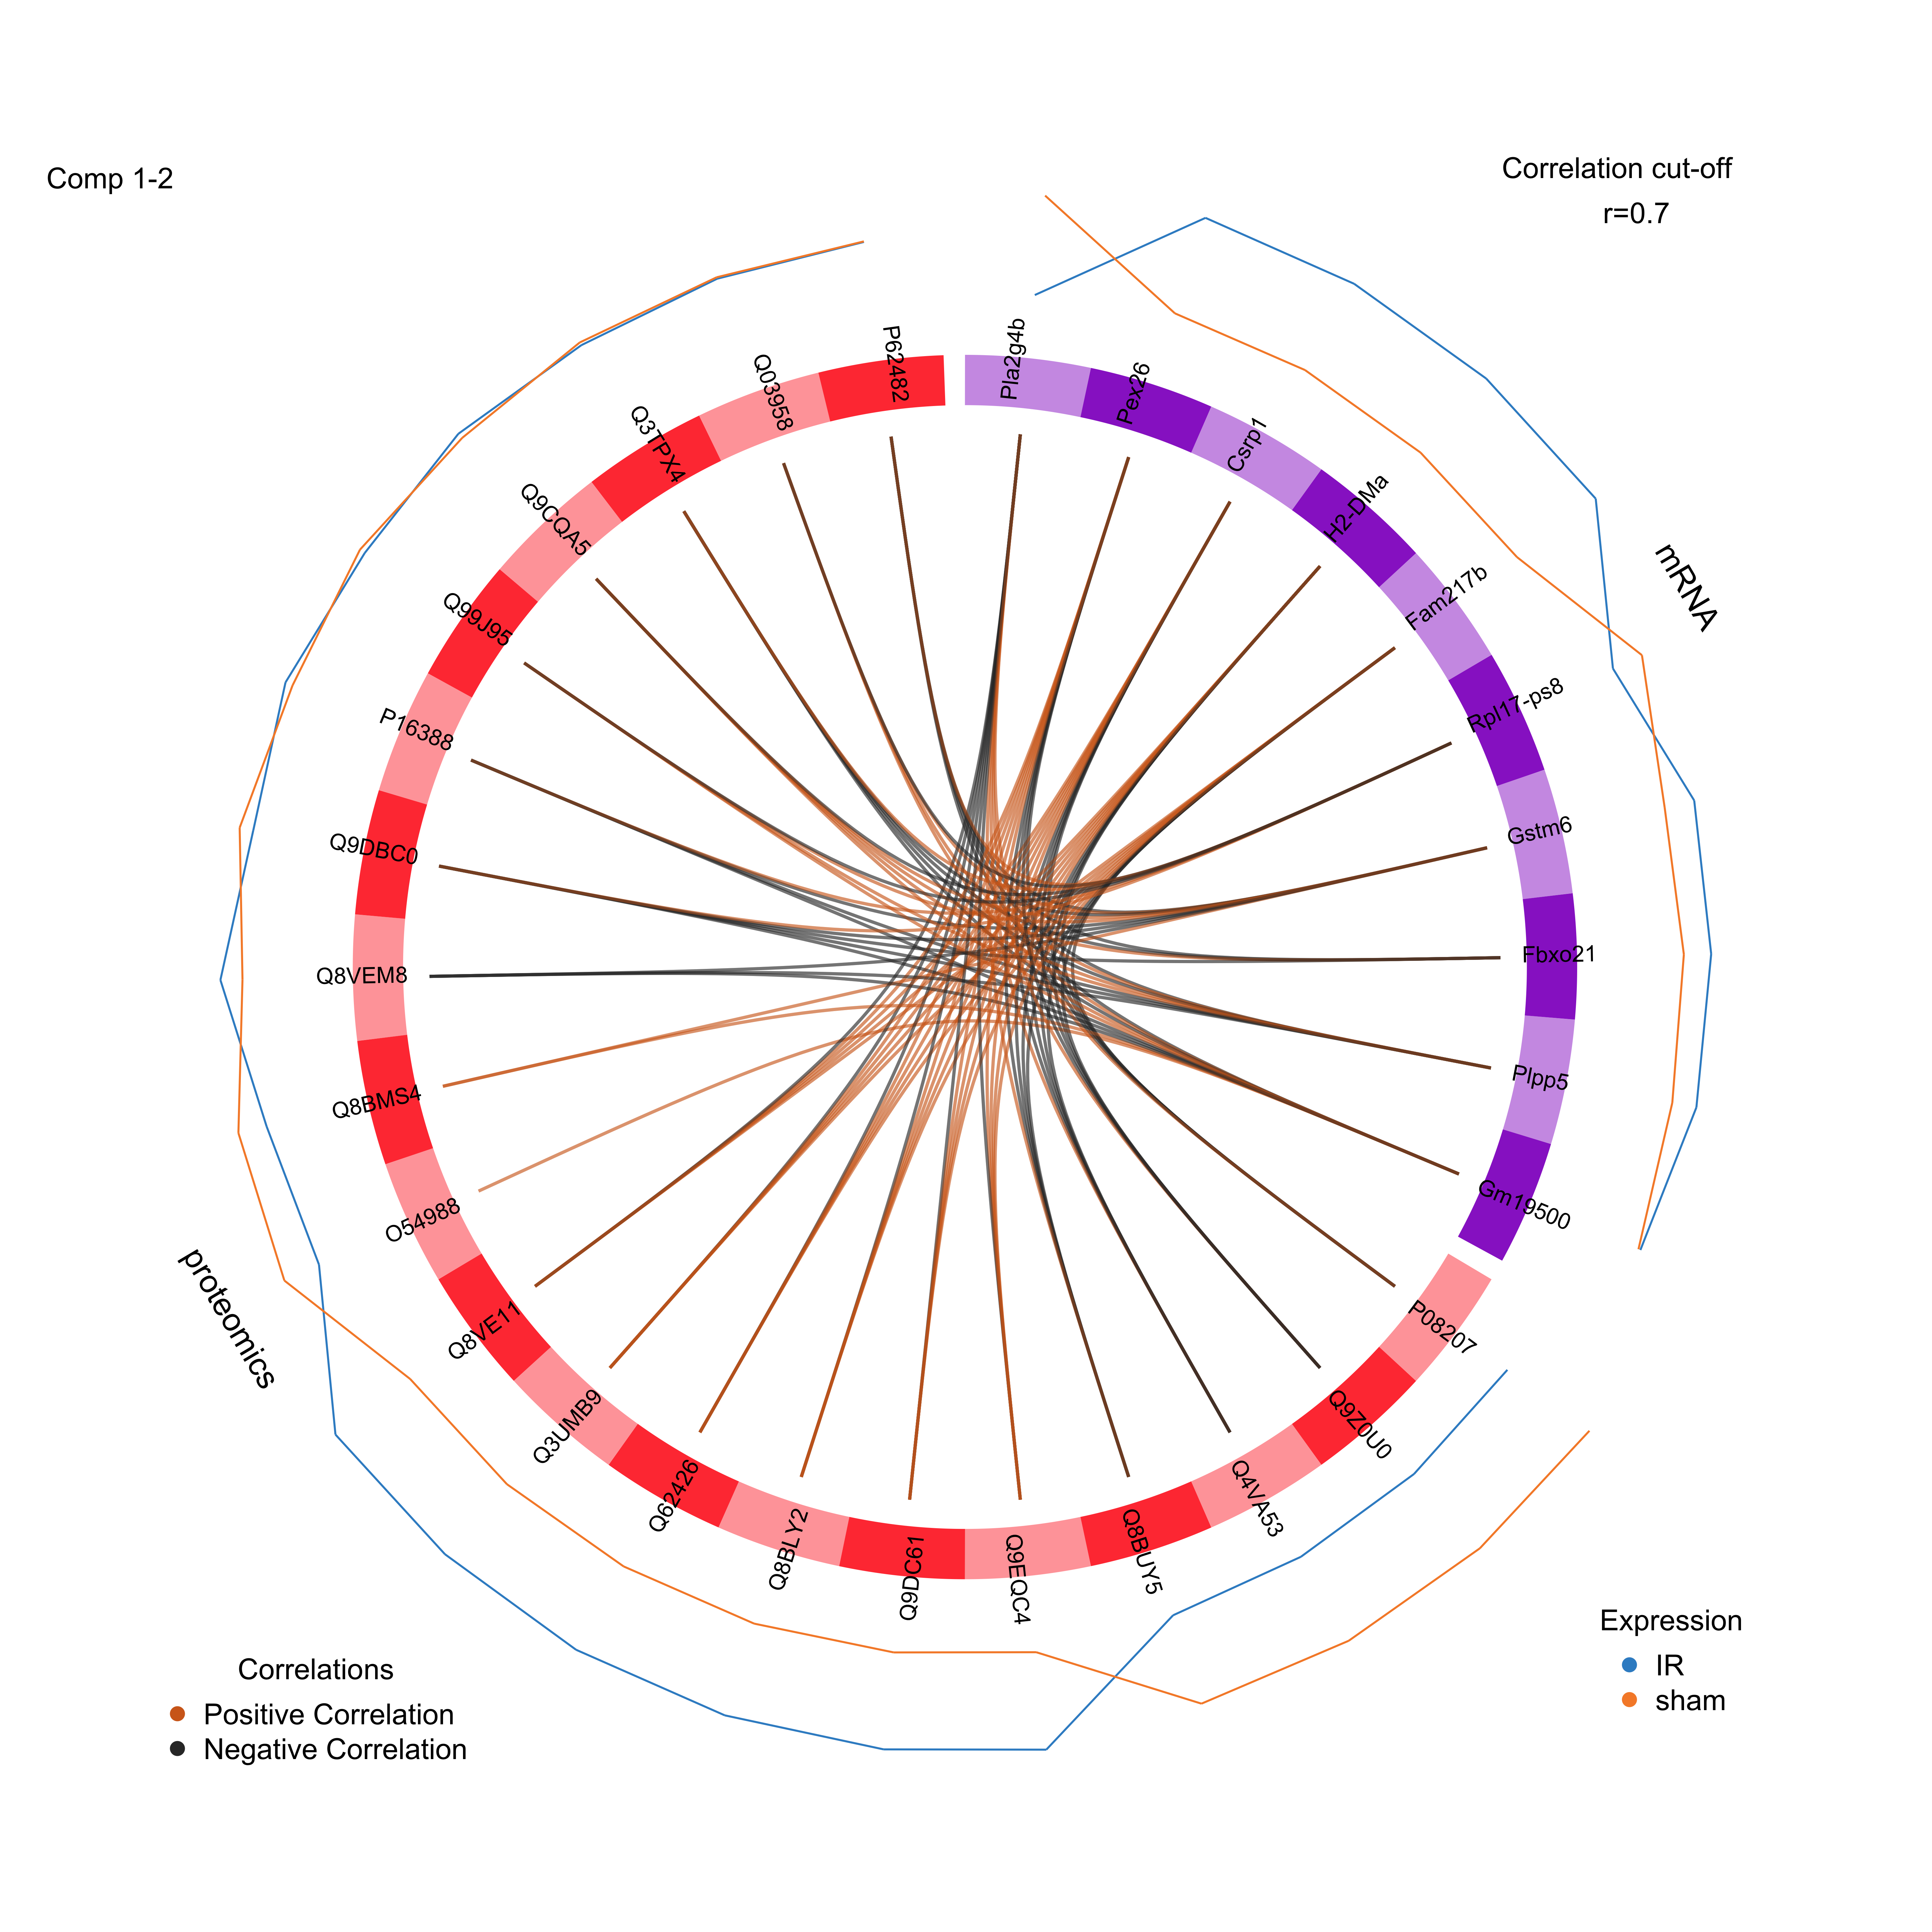 Comp 1-2
Correlation cut-off
r=0.7
mRNA
proteomics
Pla2g4b
Pex26
Csrp1
H2-DMa
Fam217b
Rpl17-ps8
Gstm6
Fbxo21
Plpp5
Gm19500
P08207
Q9Z0U0
Q4VA53
Q8BUY5
Q9EQC4
Q9DC61
Q8BLY2
Q62426
Q3UMB9
Q8VE11
O54988
Q8BMS4
Q8VEM8
Q9DBC0
P16388
Q99J95
Q9CQA5
Q3TPX4
Q03958
P62482
Correlations
Positive Correlation
Negative Correlation
Expression
IR
sham